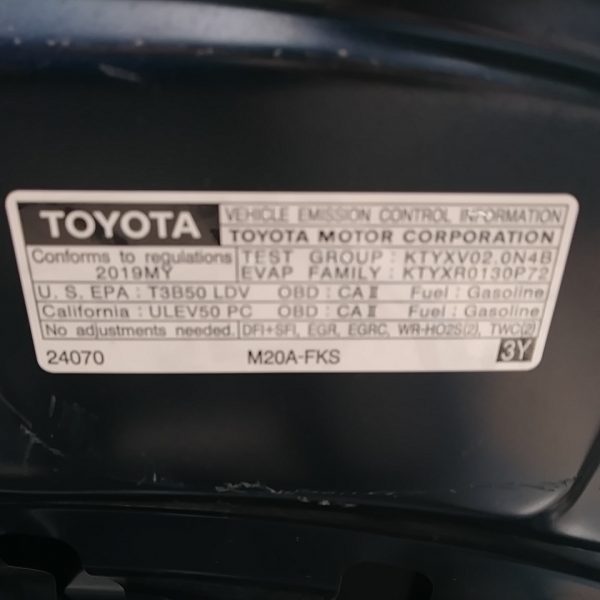 TOYOTA VEHICLE EMISSION CONTROL INFORMATION
TOYOTA MOTOR CORPORATION
Conforms to regulations TEST GROUP : KTYXV02.0N4B
2019MY EVAP FAMILY : KTYXR0130P72
U. S. EPA : T3B50 LDV OBD : CA II Fuel : Gasoline
California : ULEV50 PC OBD : CA II Fuel : Gasoline
No adjustments needed. DFI+SFI, EGR, EGRC, WR-HO2S(2), TWC(2)
24070 M20A-FKS 3Y